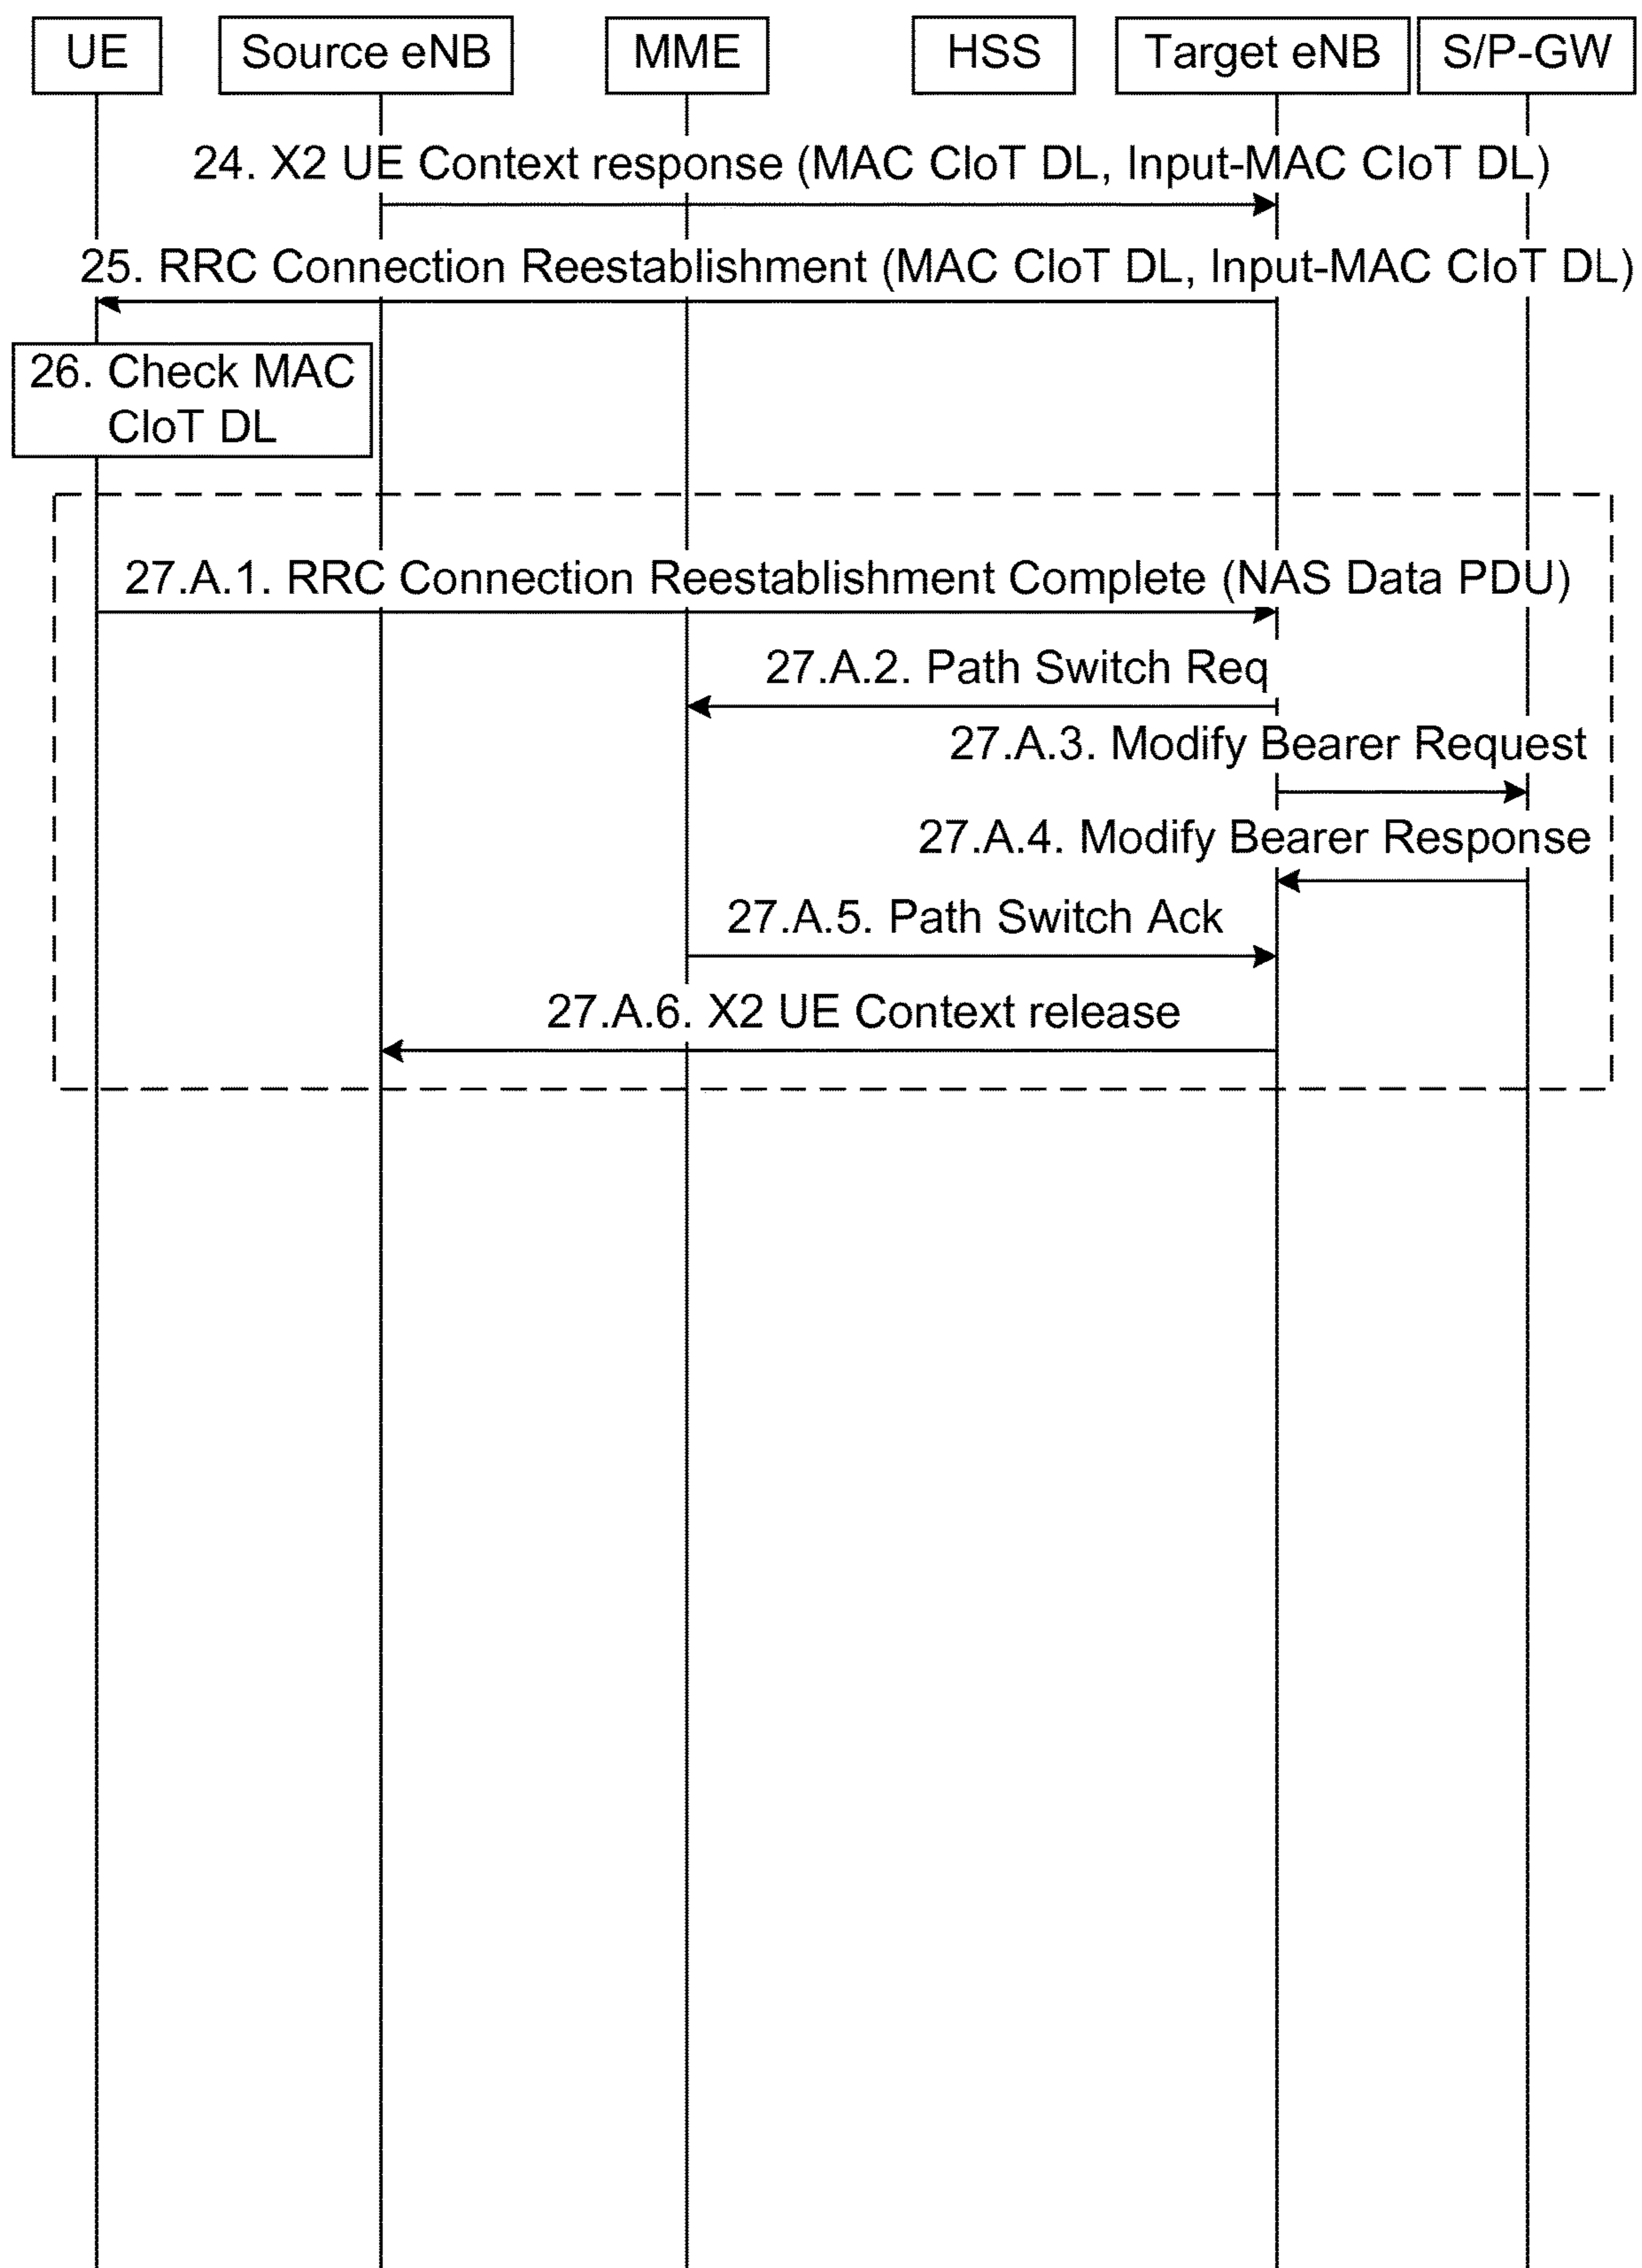 UE Source eNB MME HSS Target eNB S/P-GW
24. X2 UE Context response (MAC CIoT DL, Input-MAC CIoT DL)
25. RRC Connection Reestablishment (MAC CIoT DL, Input-MAC CIoT DL)
26. Check MAC
CIoT DL
27.A.1. RRC Connection Reestablishment Complete (NAS Data PDU)
27.A.2. Path Switch Req
27.A.3. Modify Bearer Request
27.A.4. Modify Bearer Response
27.A.5. Path Switch Ack
27.A.6. X2 UE Context release